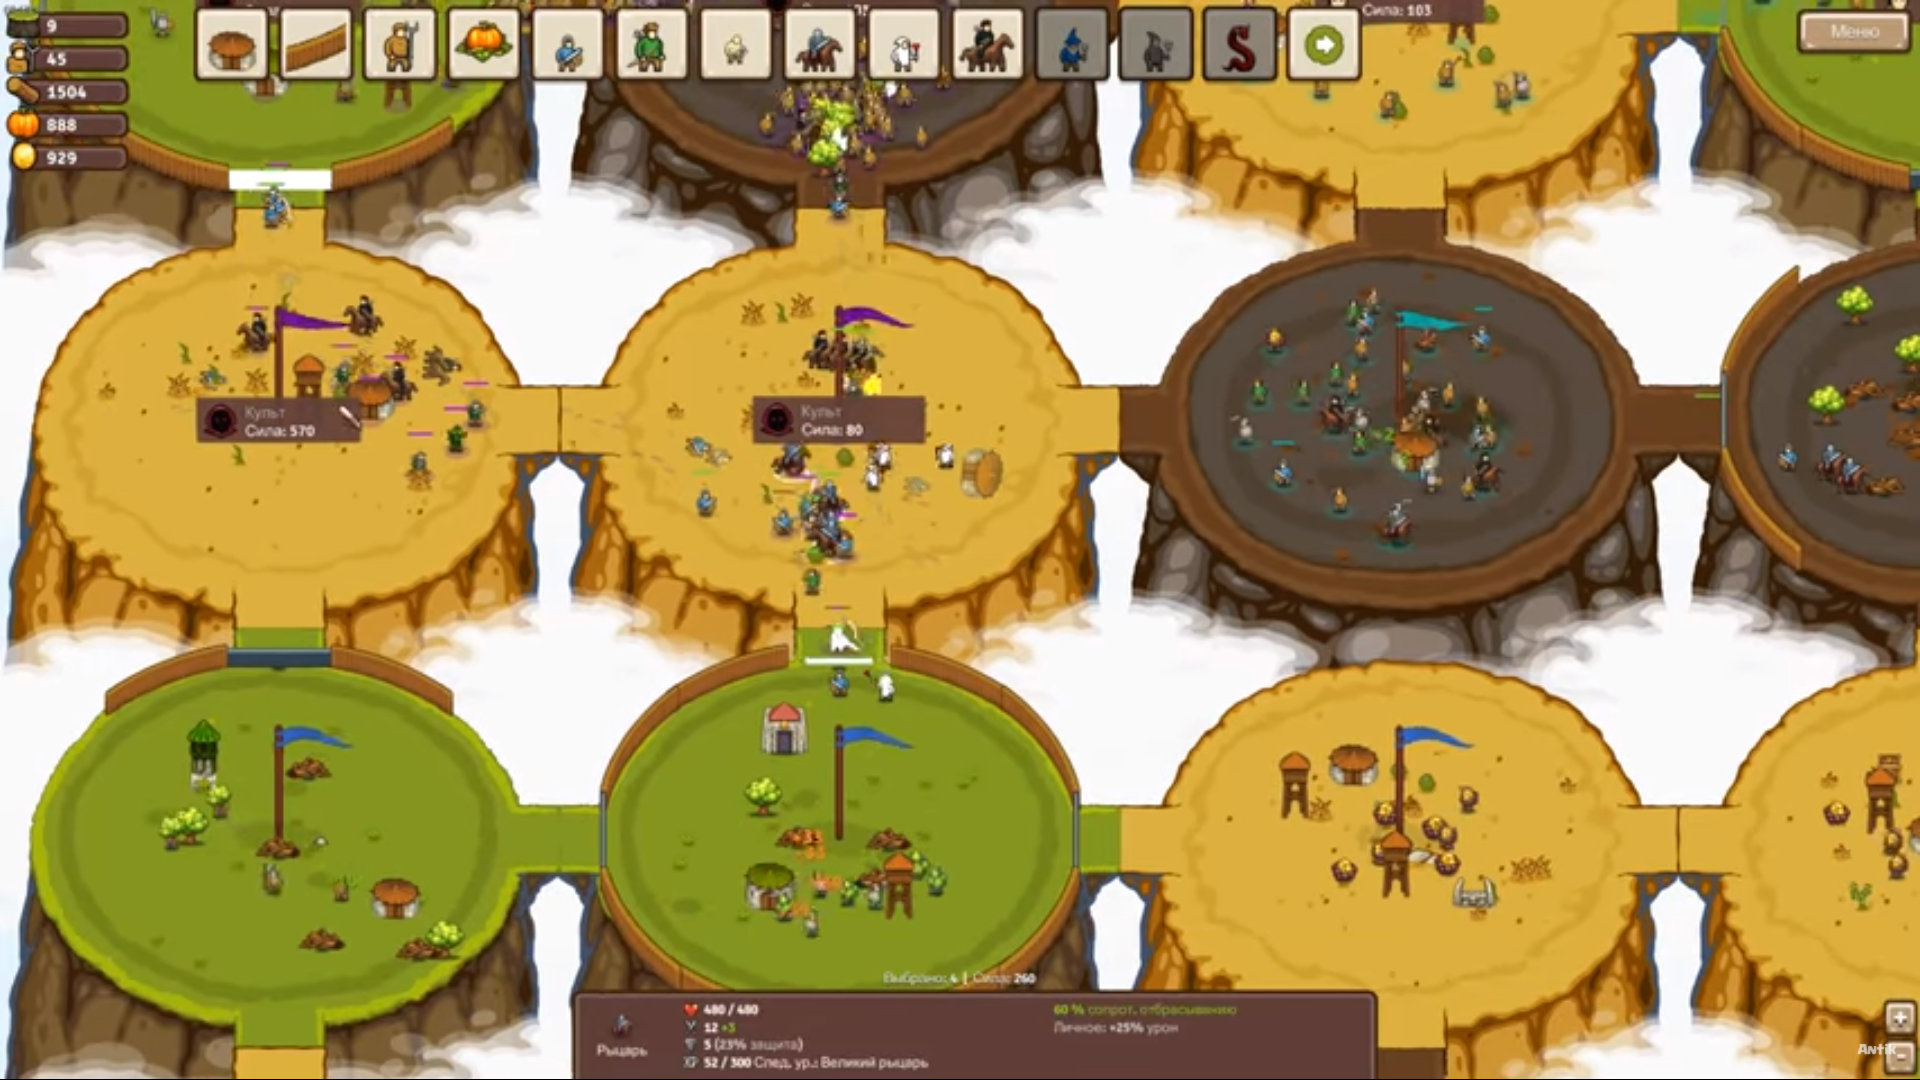 9
45
1504
888
929
Сила: 103
Меню
Культ
Сила: 570
Культ
Сила: 80
Выбрано: 4 | Сила: 260
Рыцарь
480 / 480
12 +3
5 (23% защита)
52 / 300 След. ур.: Великий рыцарь
60 % сопрот. отбрасыванию
Личное: +25% урон
+2
Antik